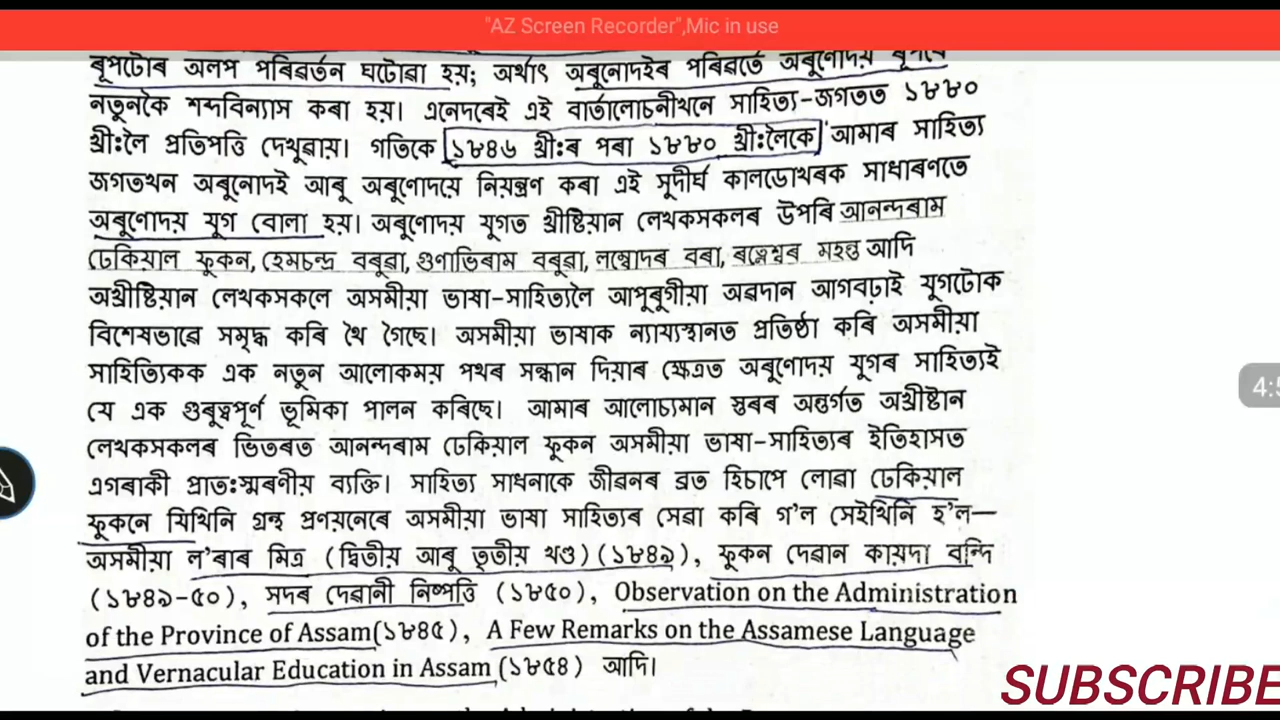 "AZ Screen Recorder",Mic in use
ৰূপটোৰ অলপ পৰিৱৰ্তন ঘটোৱা হয়; অৰ্থাৎ অৰুনোদইৰ পৰিৱৰ্তে অৰুণোদয়
নতুনকৈ শব্দবিন্যাস কৰা হয়। এনেদৰেই এই বাৰ্তালোচনীখনে সাহিত্য-জগতত ১৮৮০
খ্ৰী:লৈ প্ৰতিপত্তি দেখুৱায়। গতিকে ১৮৪৬ খ্ৰী:ৰ পৰা ১৮৮০ খ্ৰী:লৈকে আমাৰ সাহিত্য
জগতখন অৰুনোদই আৰু অৰুণোদয়ে নিয়ন্ত্ৰণ কৰা এই সুদীৰ্ঘ কালডোখৰক সাধাৰণতে
অৰুণোদয় যুগ বোলা হয়। অৰুণোদয় যুগত খ্ৰীষ্টিয়ান লেখকসকলৰ উপৰি আনন্দৰাম
ঢেকিয়াল ফুকন, হেমচন্দ্ৰ বৰুৱা, গুণাভিৰাম বৰুৱা, লম্বোদৰ বৰা, ৰত্নেশ্বৰ মহন্ত আদি
অখ্ৰীষ্টিয়ান লেখকসকলে অসমীয়া ভাষা-সাহিত্যলৈ আপুৰুগীয়া অৱদান আগবঢ়াই যুগটোক
বিশেষভাৱে সমৃদ্ধ কৰি থৈ গৈছে। অসমীয়া ভাষাক ন্যায্যস্থানত প্ৰতিষ্ঠা কৰি অসমীয়া
সাহিত্যিকক এক নতুন আলোকময় পথৰ সন্ধান দিয়াৰ ক্ষেত্ৰত অৰুণোদয় যুগৰ সাহিত্যই
যে এক গুৰুত্বপূৰ্ণ ভূমিকা পালন কৰিছে। আমাৰ আলোচ্যমান স্তৰৰ অন্তৰ্গত অখ্ৰীষ্টান
লেখকসকলৰ ভিতৰত আনন্দৰাম ঢেকিয়াল ফুকন অসমীয়া ভাষা-সাহিত্যৰ ইতিহাসত
এগৰাকী প্ৰাতঃস্মৰণীয় ব্যক্তি। সাহিত্য সাধনাকে জীৱনৰ ব্ৰত হিচাপে লোৱা ঢেকিয়াল
ফুকনে যিখিনি গ্ৰন্থ প্ৰণয়নেৰে অসমীয়া ভাষা সাহিত্যৰ সেৱা কৰি গ'ল সেইখিনি হ'ল—
অসমীয়া ল'ৰাৰ মিত্ৰ (দ্বিতীয় আৰু তৃতীয় খণ্ড) (১৮৪৯), ফুকন দেৱান কায়দা বন্দি
(১৮৪৯-৫০), সদৰ দেৱানী নিষ্পত্তি (১৮৫০), Observation on the Administration
of the Province of Assam(১৮৪৫), A Few Remarks on the Assamese Language
and Vernacular Education in Assam (১৮৫৪) আদি।
SUBSCRIBE